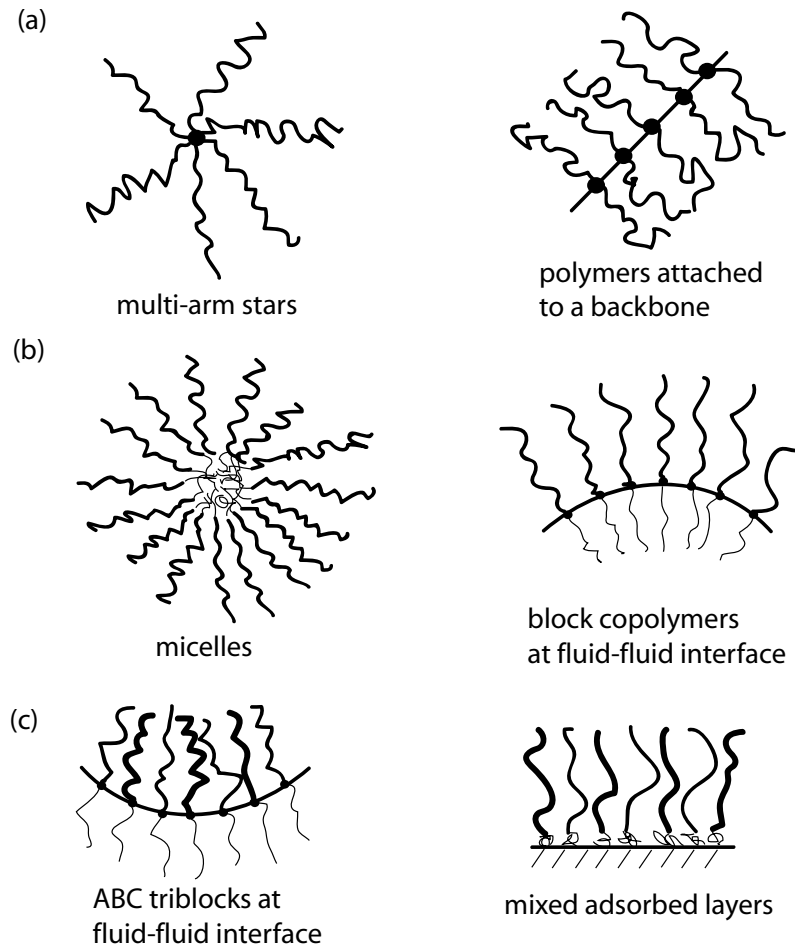 (a)
multi-arm stars
polymers attached
to a backbone
(b)
micelles
block copolymers
at fluid-fluid interface
(c)
ABC triblocks at
fluid-fluid interface
mixed adsorbed layers